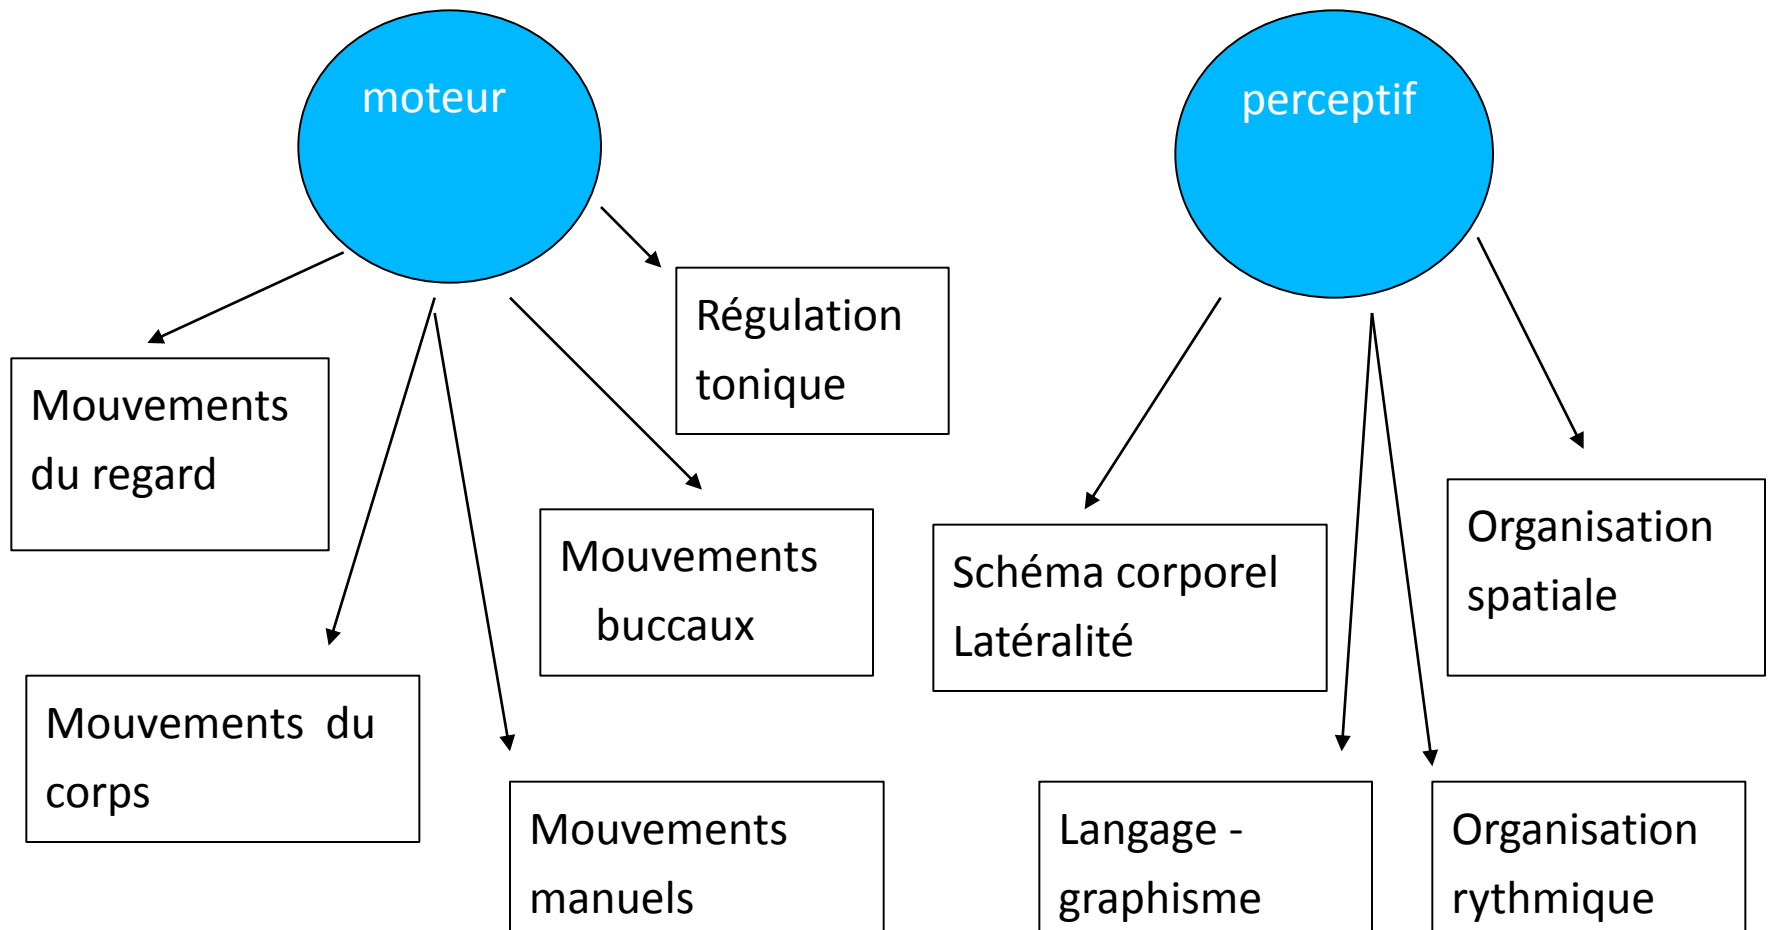 moteur
perceptif
Régulation
tonique
Mouvements
du regard
Mouvements
buccaux
Schéma corporel
Latéralité
Organisation
spatiale
Mouvements du
corps
Mouvements
manuels
Langage -
graphisme
Organisation
rythmique